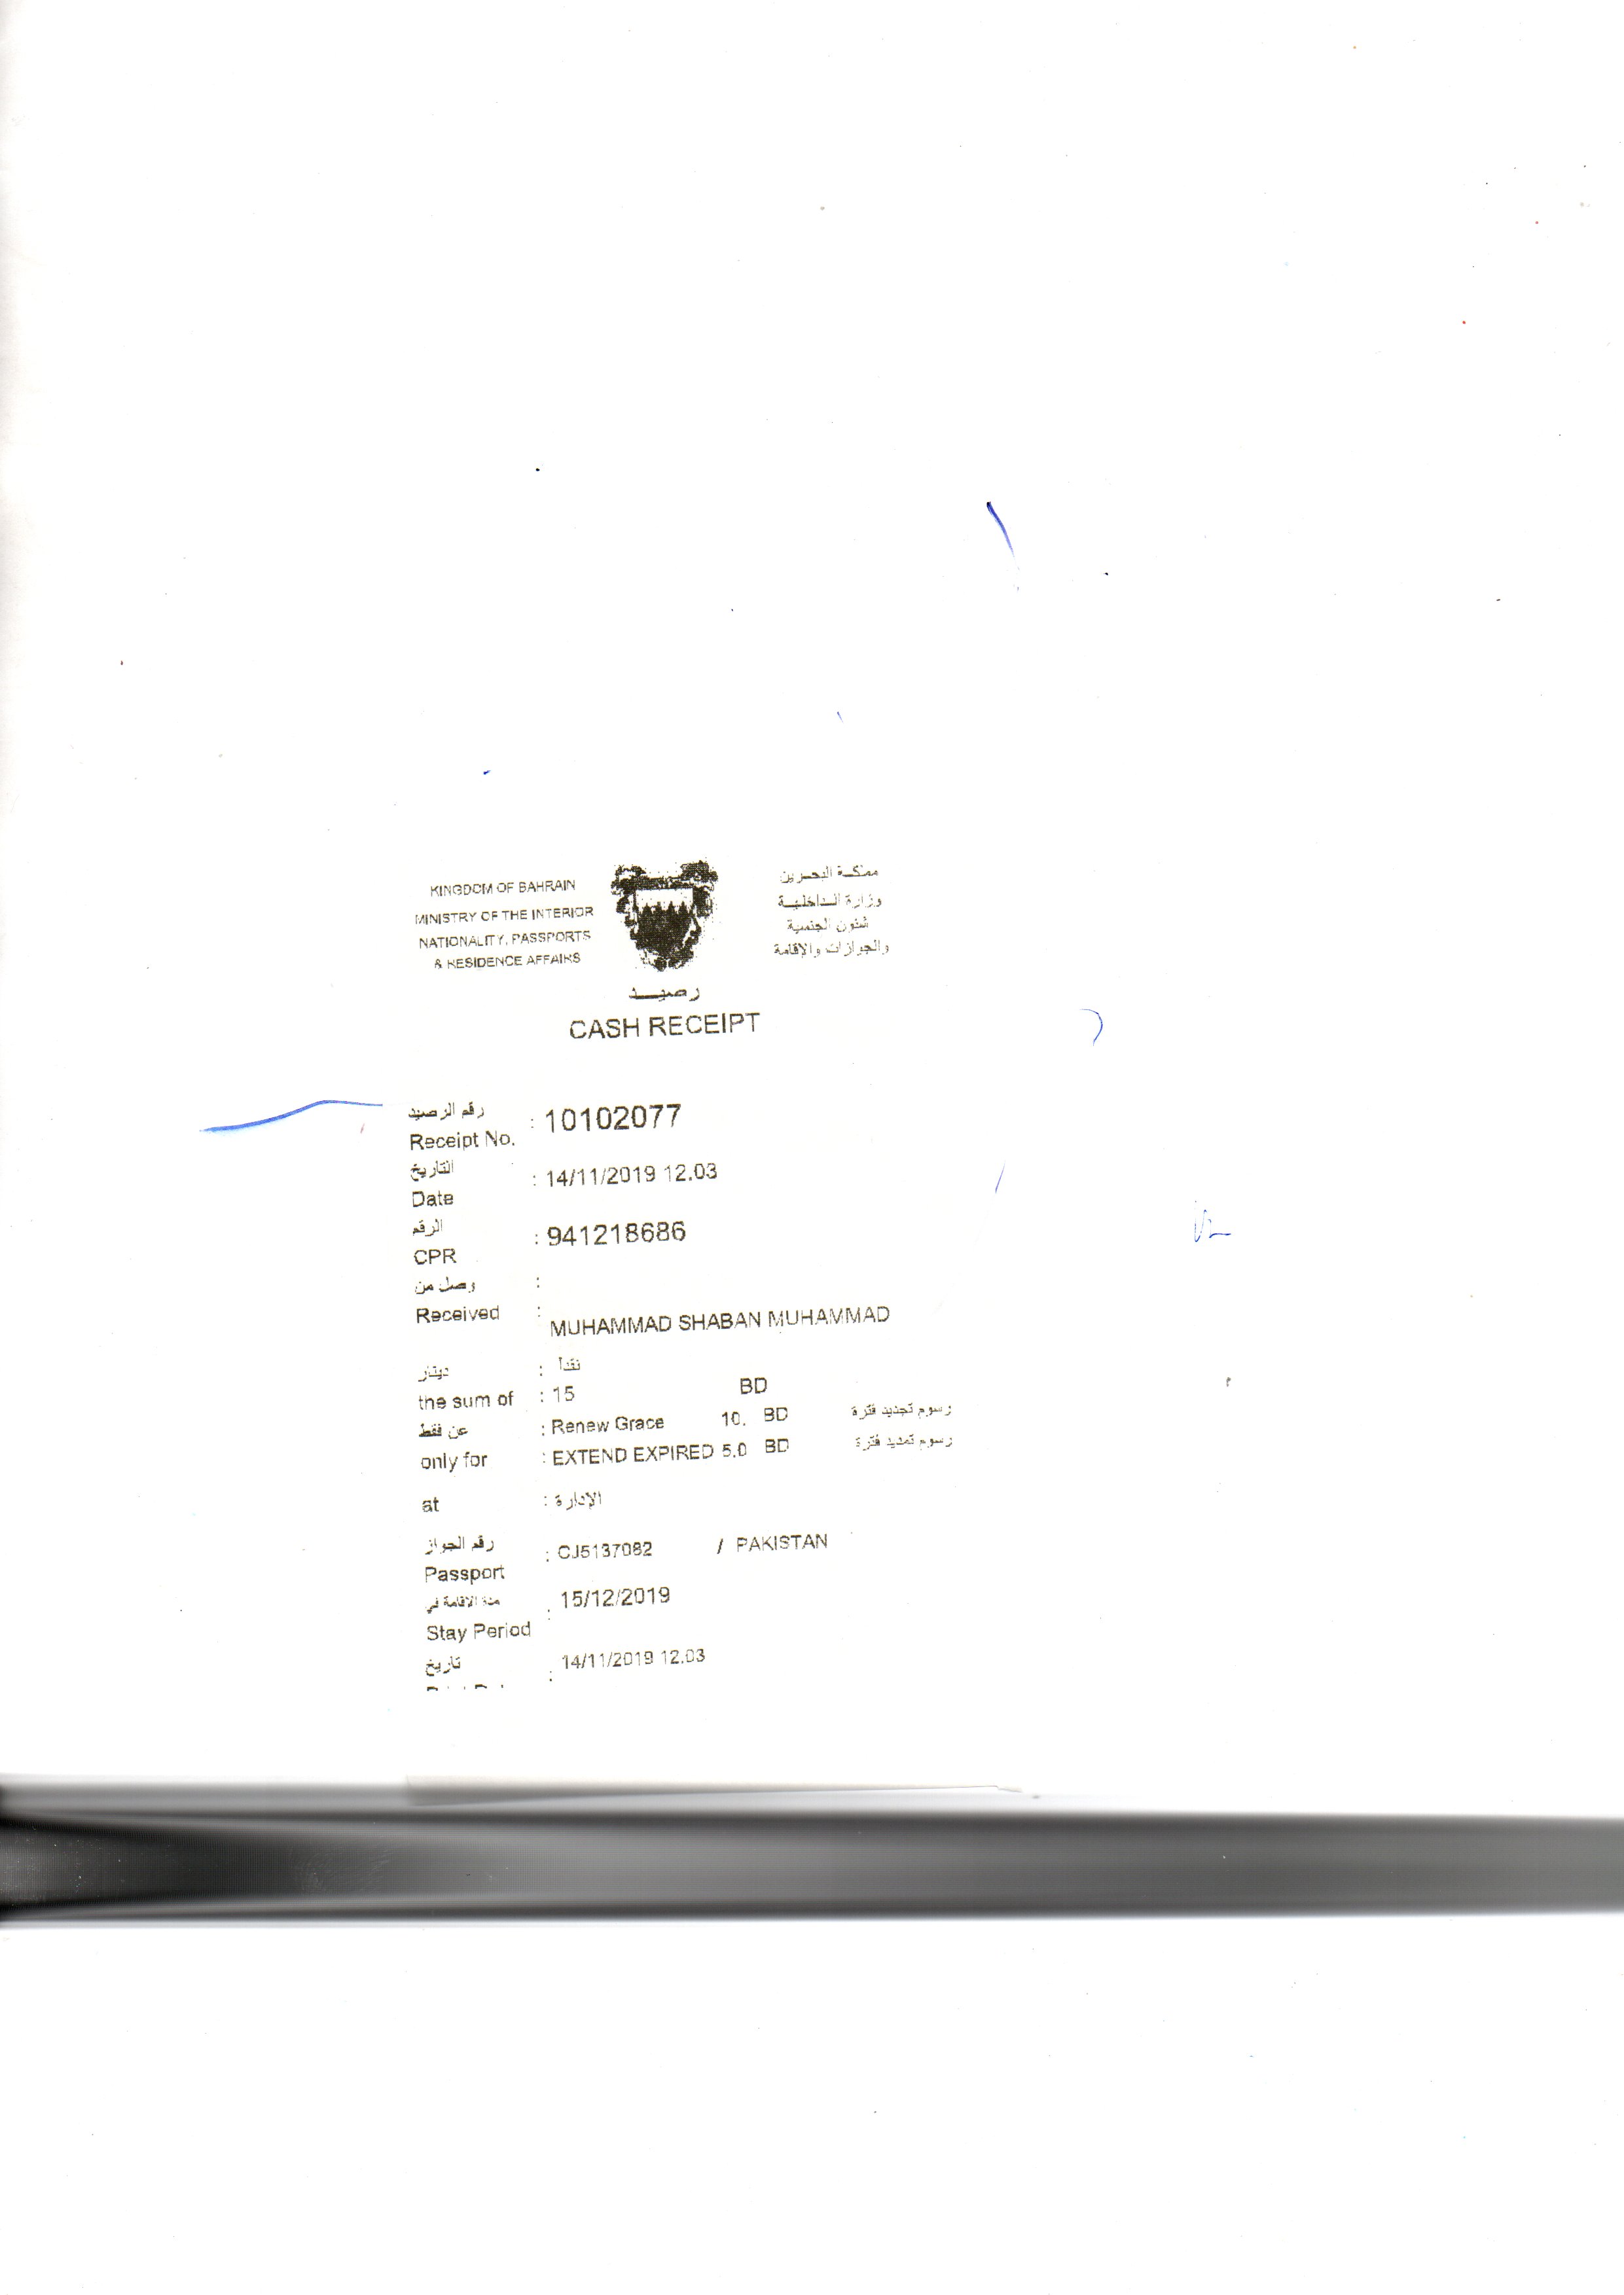 KINGDOM OF BAHRAIN
MINISTRY OF THE INTERIOR
NATIONALITY, PASSPORTS
& RESIDENCE AFFAIRS
مملكة البحرين
وزارة الداخلية
شئون الجنسية
والجوازات والإقامة
رصيد
CASH RECEIPT
رقم الرصيد
Receipt No. : 10102077
التاريخ
Date : 14/11/2019 12.03
الرقم
CPR : 941218686
وصل من :
Received : MUHAMMAD SHABAN MUHAMMAD
دينار : نقدا
the sum of : 15 BD
عن فقط : Renew Grace 10. BD رسوم تجديد فترة
only for : EXTEND EXPIRED 5.0 BD رسوم تمديد فترة
at : الإدارة
رقم الجواز
Passport : CJ5137082 / PAKISTAN
مدة الاقامة في
Stay Period : 15/12/2019
تاريخ : 14/11/2019 12.03